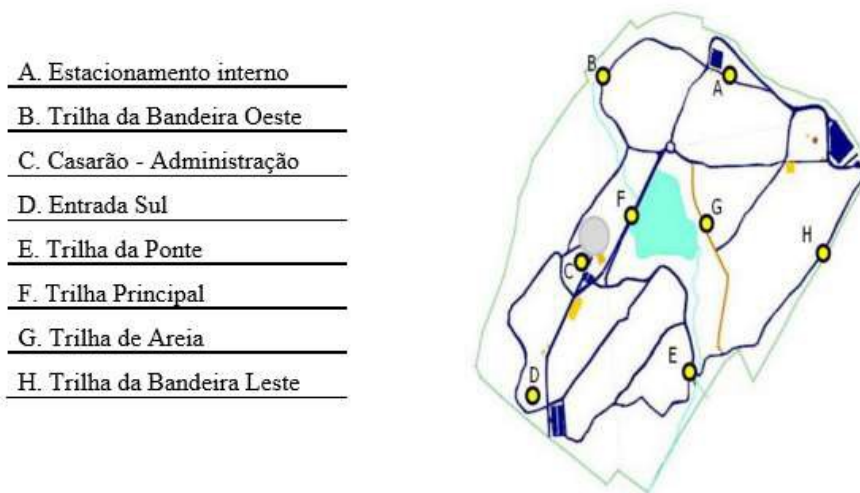 A. Estacionamento interno
B. Trilha da Bandeira Oeste
C. Casarão - Administração
D. Entrada Sul
E. Trilha da Ponte
F. Trilha Principal
G. Trilha de Areia
H. Trilha da Bandeira Leste
B
A
F
G
H
C
E
D